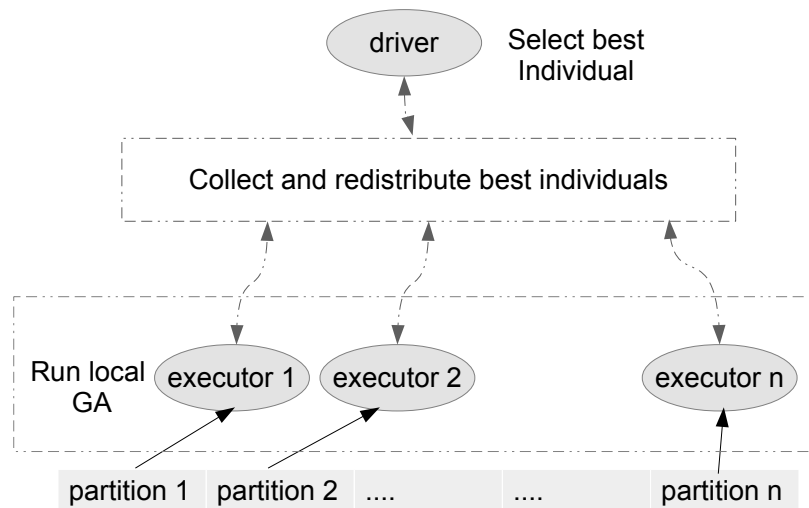 driver
Select best
Individual
Collect and redistribute best individuals
Run local
GA
executor 1
executor 2
executor n
partition 1
partition 2
....
....
partition n